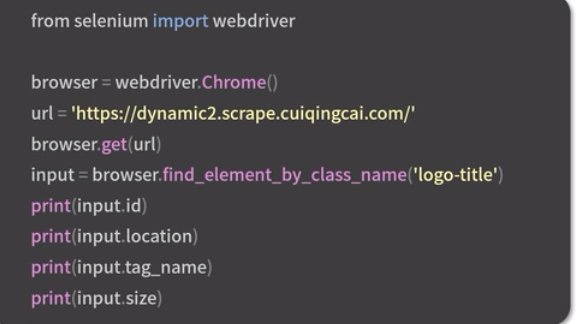 from selenium import webdriver
browser = webdriver.Chrome()
url = 'https://dynamic2.scrape.cuiqingcai.com/'
browser.get(url)
input = browser.find_element_by_class_name('logo-title')
print(input.id)
print(input.location)
print(input.tag_name)
print(input.size)